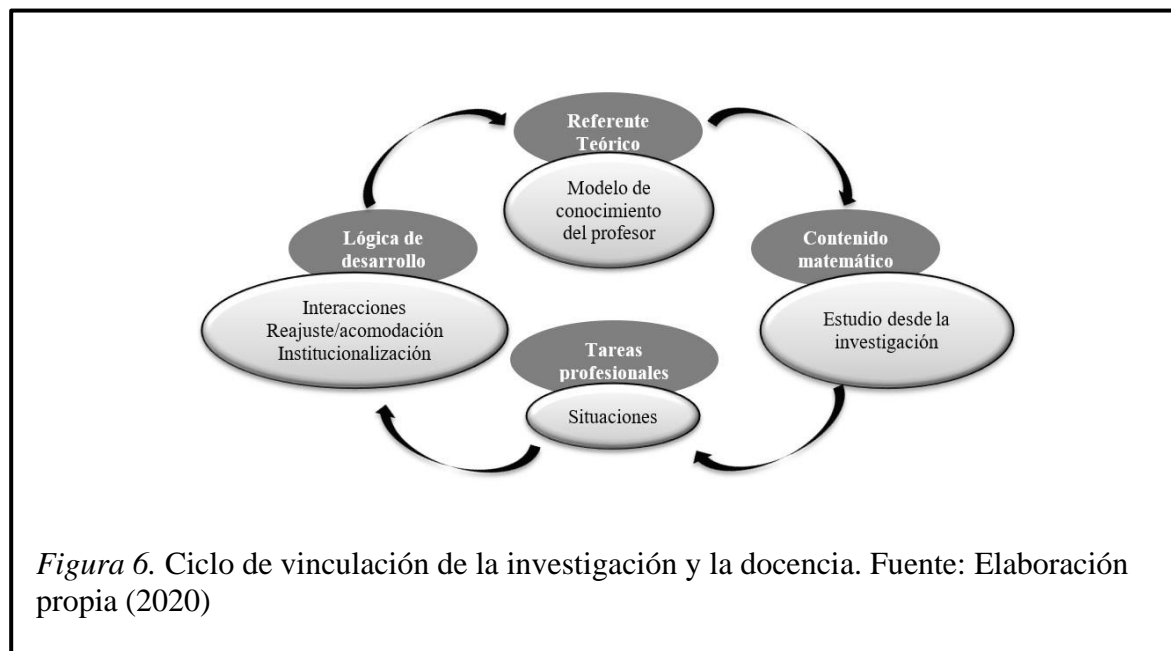 Referente
Teórico
Modelo de
conocimiento
del profesor
Lógica de
desarrollo
Interacciones
Reajuste/acomodación
Institucionalización
Contenido
matemático
Estudio desde la
investigación
Tareas
profesionales
Situaciones
Figura 6. Ciclo de vinculación de la investigación y la docencia. Fuente: Elaboración
propia (2020)